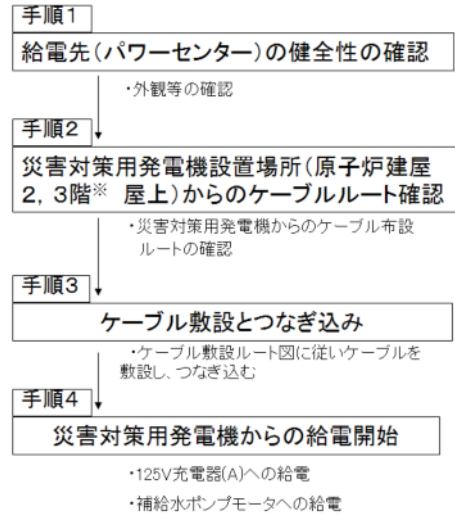 手順1
給電先(パワーセンター)の健全性の確認
・外観等の確認
手順2
災害対策用発電機設置場所(原子炉建屋
2, 3階※ 屋上)からのケーブルルート確認
・災害対策用発電機からのケーブル布設
ルートの確認
手順3
ケーブル敷設とつなぎ込み
・ケーブル敷設ルート図に従いケーブルを
敷設し、つなぎ込む
手順4
災害対策用発電機からの給電開始
・125V充電器(A)への給電
・補給水ポンプモータへの給電